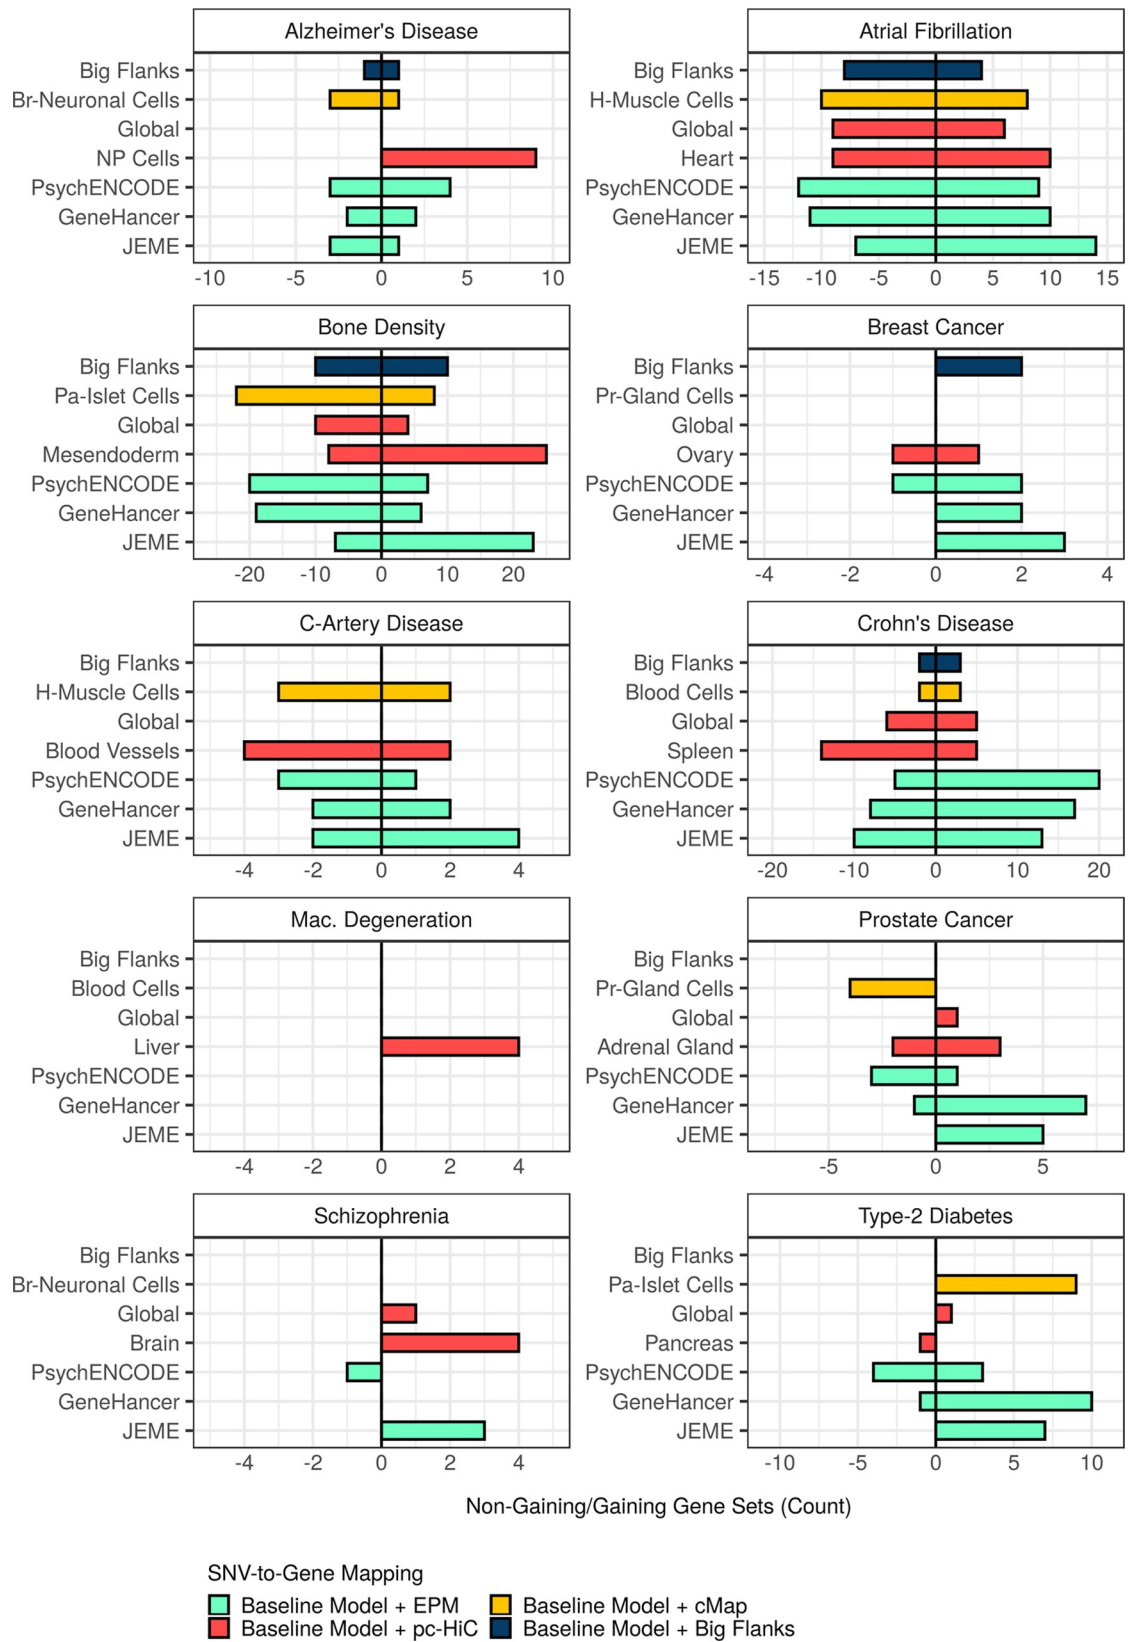 Alzheimer's Disease
Big Flanks
Br-Neuronal Cells
Global
NP Cells
PsychENCODE
GeneHancer
JEME
-10 -5 0 5 10
Atrial Fibrillation
Big Flanks
H-Muscle Cells
Global
Heart
PsychENCODE
GeneHancer
JEME
-15 -10 -5 0 5 10 15
Bone Density
Big Flanks
Pa-Islet Cells
Global
Mesendoderm
PsychENCODE
GeneHancer
JEME
-20 -10 0 10 20
Breast Cancer
Big Flanks
Pr-Gland Cells
Global
Ovary
PsychENCODE
GeneHancer
JEME
-4 -2 0 2 4
C-Artery Disease
Big Flanks
H-Muscle Cells
Global
Blood Vessels
PsychENCODE
GeneHancer
JEME
-4 -2 0 2 4
Crohn's Disease
Big Flanks
Blood Cells
Global
Spleen
PsychENCODE
GeneHancer
JEME
-20 -10 0 10 20
Mac. Degeneration
Big Flanks
Blood Cells
Global
Liver
PsychENCODE
GeneHancer
JEME
-4 -2 0 2 4
Prostate Cancer
Big Flanks
Pr-Gland Cells
Global
Adrenal Gland
PsychENCODE
GeneHancer
JEME
-5 0 5
Schizophrenia
Big Flanks
Br-Neuronal Cells
Global
Brain
PsychENCODE
GeneHancer
JEME
-4 -2 0 2 4
Type-2 Diabetes
Big Flanks
Pa-Islet Cells
Global
Pancreas
PsychENCODE
GeneHancer
JEME
-10 -5 0 5 10
Non-Gaining/Gaining Gene Sets (Count)
SNV-to-Gene Mapping
Baseline Model + EPM
Baseline Model + cMap
Baseline Model + pc-HiC
Baseline Model + Big Flanks